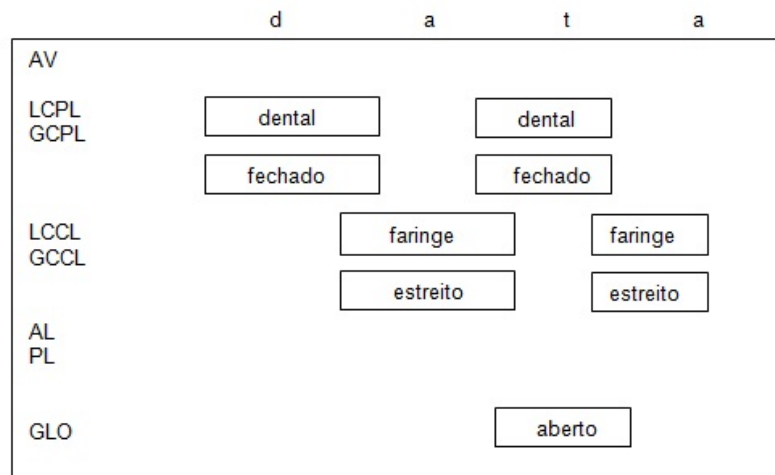 d a t a
AV
LCPL dental dental
GCPL
fechado fechado
LCCL faringe faringe
GCCL
estreito estreito
AL
PL
GLO aberto